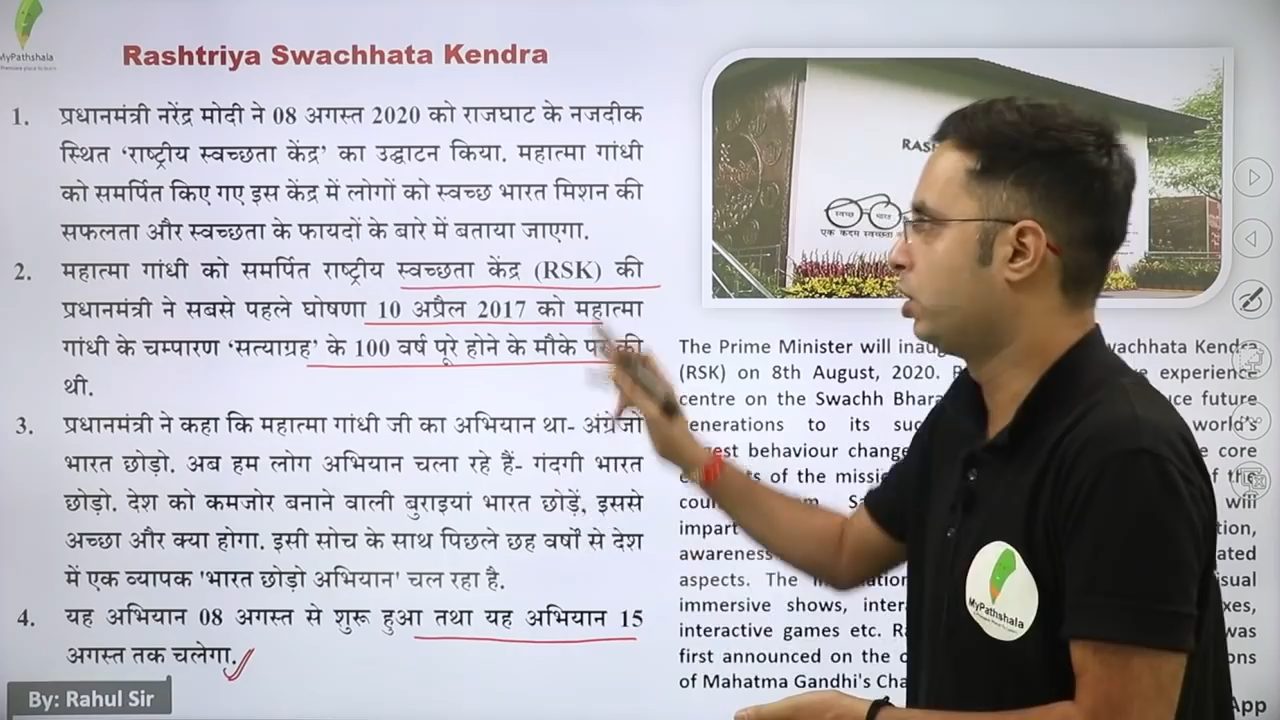 MyPathshala
Rashtriya Swachhata Kendra
1. प्रधानमंत्री नरेंद्र मोदी ने 08 अगस्त 2020 को राजघाट के नजदीक
स्थित ‘राष्ट्रीय स्वच्छता केंद्र’ का उद्घाटन किया. महात्मा गांधी
को समर्पित किए गए इस केंद्र में लोगों को स्वच्छ भारत मिशन की
सफलता और स्वच्छता के फायदों के बारे में बताया जाएगा.
2. महात्मा गांधी को समर्पित राष्ट्रीय स्वच्छता केंद्र (RSK) की
प्रधानमंत्री ने सबसे पहले घोषणा 10 अप्रैल 2017 को महात्मा
गांधी के चम्पारण ‘सत्याग्रह’ के 100 वर्ष पूरे होने के मौके पर की
थी.
3. प्रधानमंत्री ने कहा कि महात्मा गांधी जी का अभियान था- अंग्रेजों
भारत छोड़ो. अब हम लोग अभियान चला रहे हैं- गंदगी भारत
छोड़ो. देश को कमजोर बनाने वाली बुराइयां भारत छोड़ें, इससे
अच्छा और क्या होगा. इसी सोच के साथ पिछले छह वर्षों से देश
में एक व्यापक 'भारत छोड़ो अभियान' चल रहा है.
4. यह अभियान 08 अगस्त से शुरू हुआ तथा यह अभियान 15
अगस्त तक चलेगा.
By: Rahul Sir
स्वच्छ भारत
एक कदम स्वच्छता
The Prime Minister will Kendra
(RSK) on 8th August, 2020. experience
centre on the Swachh future
generations to its world's
behaviour core
of the the
will
impart
awareness
aspects. The
immersive shows,
interactive games etc. was
first announced on the
of Mahatma Gandhi's
MyPathshala
App